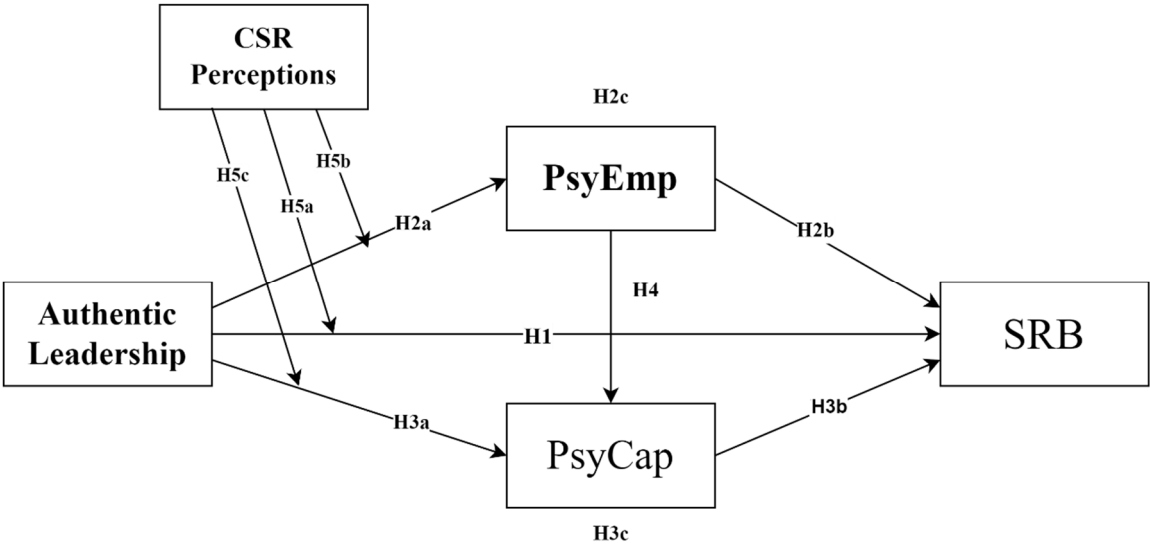 CSR
Perceptions
H2c
H5b
H5c
PsyEmp
H5a
H2a
H2b
H4
Authentic
Leadership
H1
SRB
H3a
H3b
PsyCap
H3c